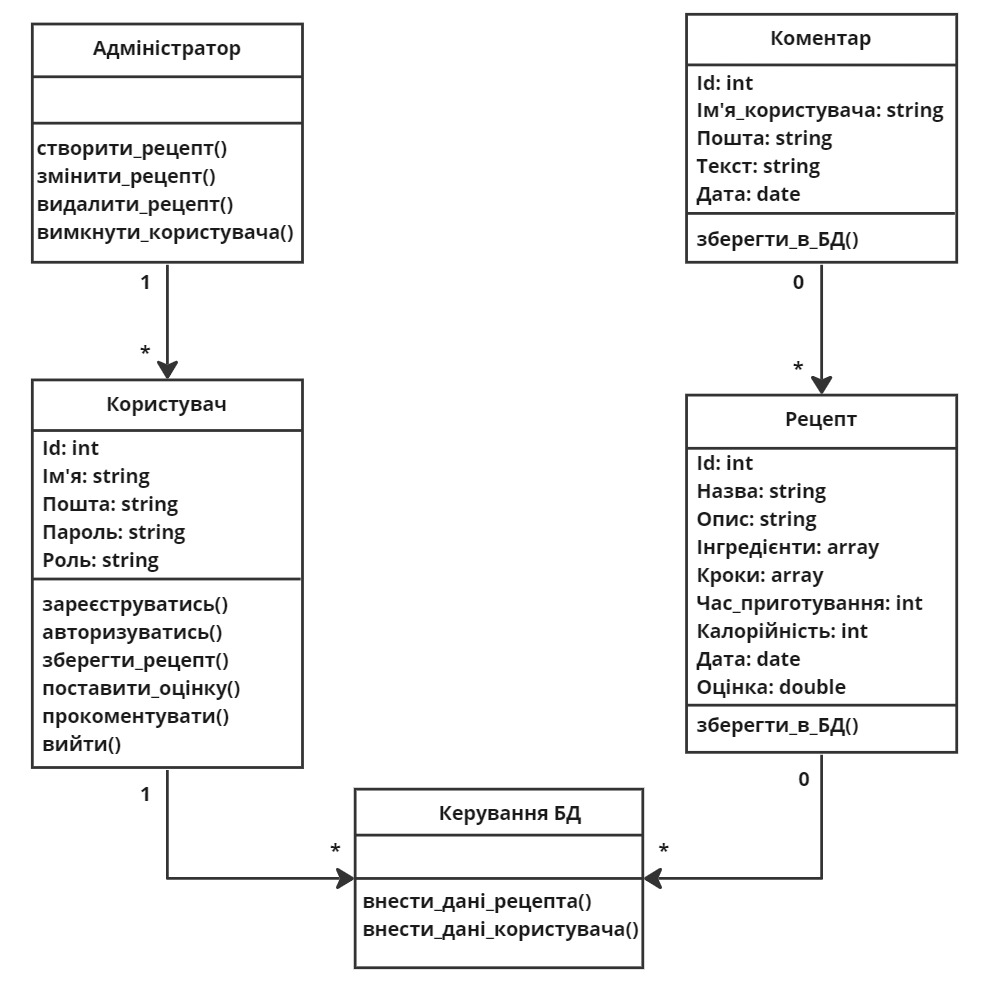 Адміністратор
створити_рецепт()
змінити_рецепт()
видалити_рецепт()
вимкнути_користувача()
1
*
Користувач
Id: int
Ім'я: string
Пошта: string
Пароль: string
Роль: string
зареєструватись()
авторизуватись()
зберегти_рецепт()
поставити_оцінку()
прокоментувати()
вийти()
1
*
Коментар
Id: int
Ім'я_користувача: string
Пошта: string
Текст: string
Дата: date
зберегти_в_БД()
0
*
Рецепт
Id: int
Назва: string
Опис: string
Інгредієнти: array
Кроки: array
Час_приготування: int
Калорійність: int
Дата: date
Оцінка: double
зберегти_в_БД()
0
*
Керування БД
внести_дані_рецепта()
внести_дані_користувача()